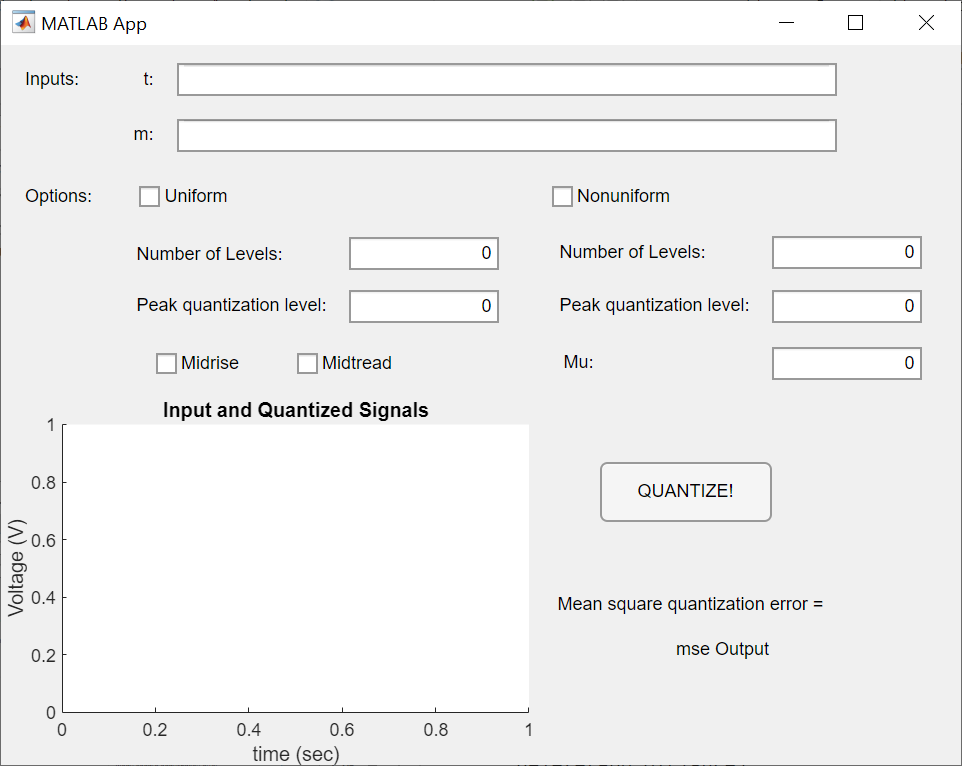 MATLAB App
Inputs: t:
m:
Options: Uniform Nonuniform
Number of Levels: 0 Number of Levels: 0
Peak quantization level: 0 Peak quantization level: 0
Midrise Midtread Mu: 0
Input and Quantized Signals
1
0.8
QUANTIZE!
0.6
Voltage (V)
0.4
Mean square quantization error =
0.2
mse Output
0
0 0.2 0.4 0.6 0.8 1
time (sec)